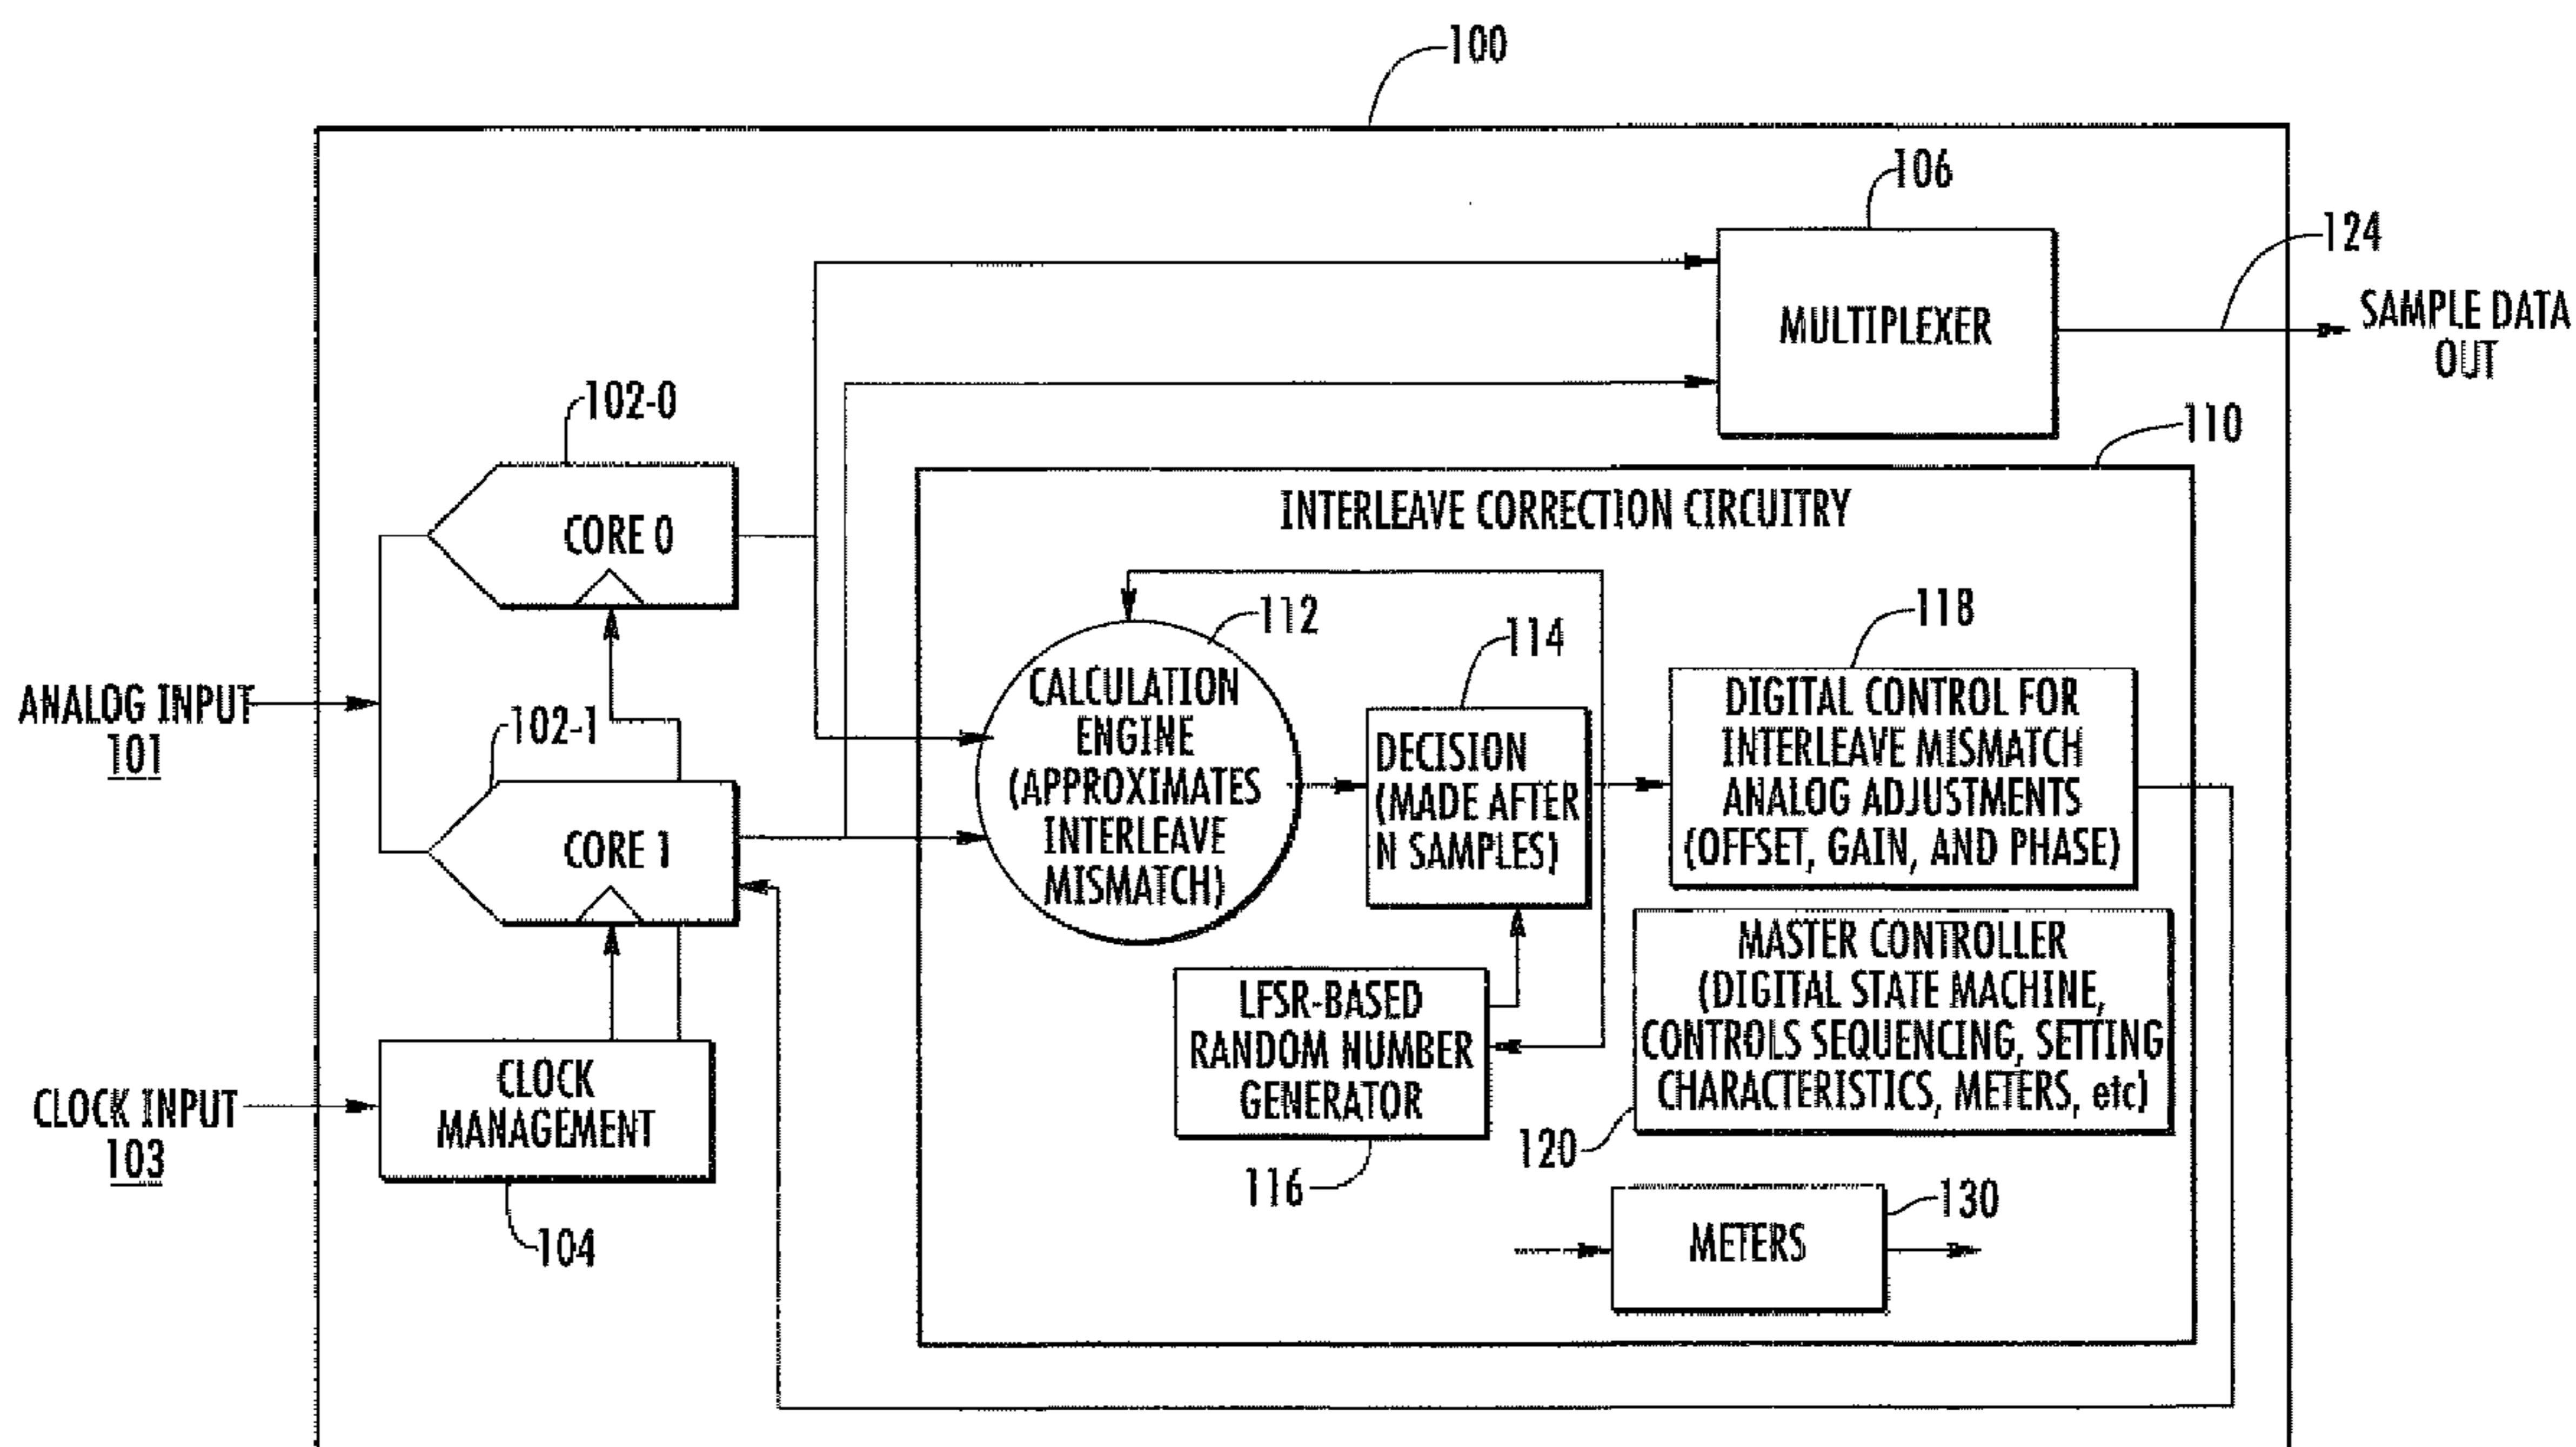 100
106
124
MULTIPLEXER
SAMPLE DATA
OUT
102-0
110
CORE 0
INTERLEAVE CORRECTION CIRCUITRY
112
114
118
ANALOG INPUT
101
102-1
CORE 1
CALCULATION
ENGINE
(APPROXIMATES
INTERLEAVE
MISMATCH)
DECISION
(MADE AFTER
N SAMPLES)
DIGITAL CONTROL FOR
INTERLEAVE MISMATCH
ANALOG ADJUSTMENTS
(OFFSET, GAIN, AND PHASE)
MASTER CONTROLLER
(DIGITAL STATE MACHINE,
CONTROLS SEQUENCING, SETTING
CHARACTERISTICS, METERS, etc)
120
LFSR-BASED
RANDOM NUMBER
GENERATOR
116
CLOCK INPUT
103
CLOCK
MANAGEMENT
104
METERS
130